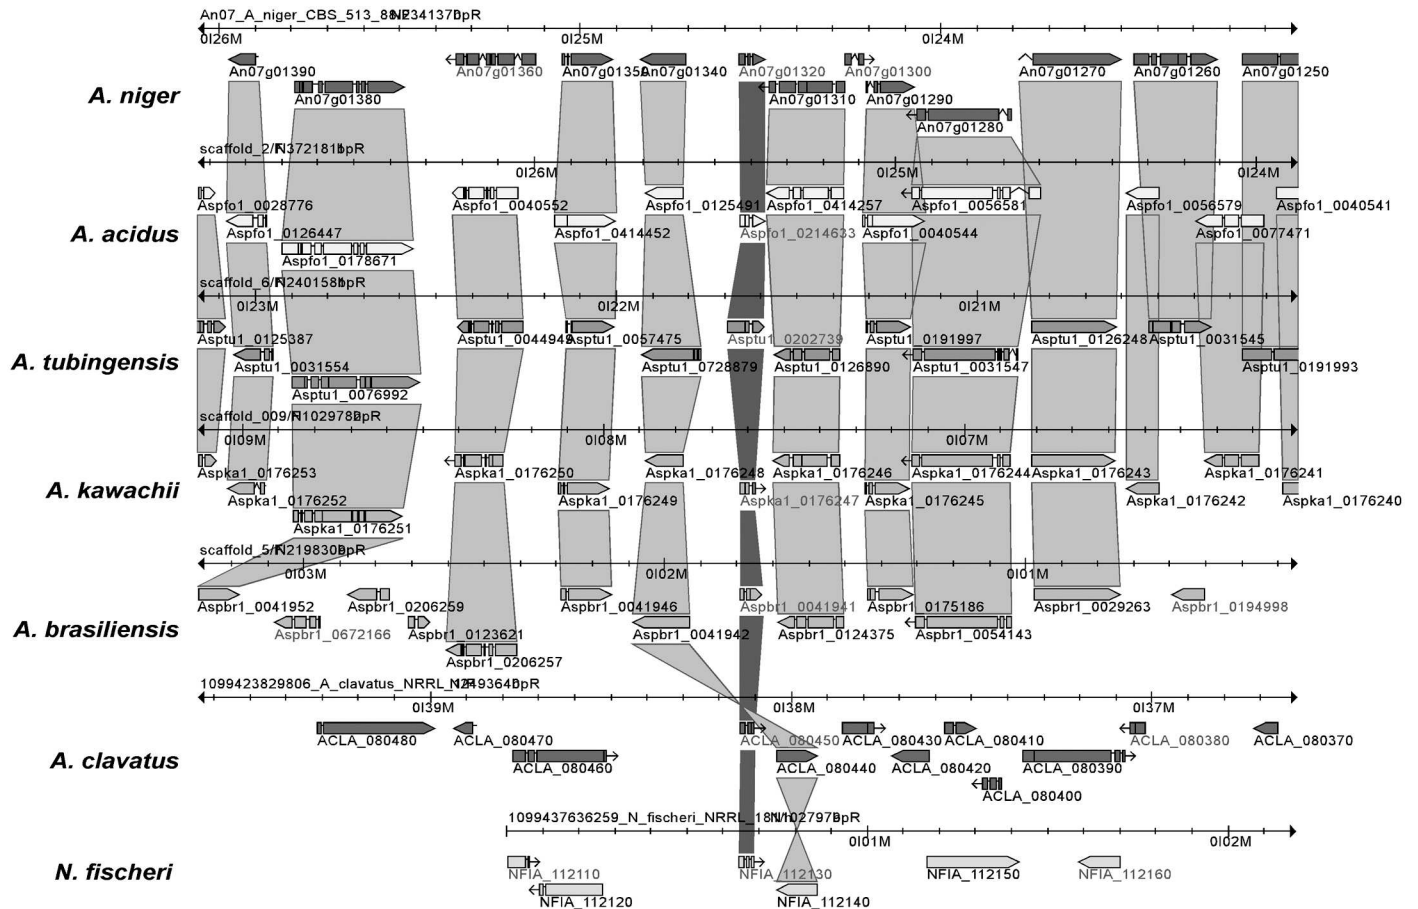 An07_A_niger_CBS_513_88
0I26M 0I25M 0I24M
An07g01390 An07g01360 An07g01350 An07g01340 An07g01320 An07g01300 An07g01270 An07g01260 An07g01250
A. niger
An07g01380 An07g01310 An07g01290
An07g01280
scaffold_2/
0I26M 0I25M 0I24M
Aspfo1_0028776 Aspfo1_0040552 Aspfo1_0125491 Aspfo1_0414257 Aspfo1_0056581 Aspfo1_0056579 Aspfo1_0040541
A. acidus
Aspfo1_0126447 Aspfo1_0414452 Aspfo1_0214633 Aspfo1_0040544 Aspfo1_0077471
Aspfo1_0178671
scaffold_6/
0I23M 0I22M 0I21M
Asptu1_0125387 Asptu1_0044949 Asptu1_0057475 Asptu1_0202739 Asptu1_0191997 Asptu1_0126248 Asptu1_0031545
A. tubingensis
Asptu1_0031554 Asptu1_0728879 Asptu1_0126890 Asptu1_0031547 Asptu1_0191993
Asptu1_0076992
scaffold_009/
0I09M 0I08M 0I07M
Aspka1_0176253 Aspka1_0176250 Aspka1_0176248 Aspka1_0176246 Aspka1_0176244 Aspka1_0176243 Aspka1_0176241
A. kawachii
Aspka1_0176252 Aspka1_0176249 Aspka1_0176247 Aspka1_0176245 Aspka1_0176242 Aspka1_0176240
Aspka1_0176251
scaffold_5/
0I03M 0I02M 0I01M
Aspbr1_0041952 Aspbr1_0206259 Aspbr1_0041946 Aspbr1_0041941 Aspbr1_0175186 Aspbr1_0029263 Aspbr1_0194998
A. brasiliensis
Aspbr1_0672166 Aspbr1_0123621 Aspbr1_0041942 Aspbr1_0124375 Aspbr1_0054143
Aspbr1_0206257
1099423829806_A_clavatus_NRRL
0I39M 0I38M 0I37M
ACLA_080480 ACLA_080470 ACLA_080450 ACLA_080430 ACLA_080410 ACLA_080380 ACLA_080370
A. clavatus
ACLA_080460 ACLA_080440 ACLA_080420 ACLA_080390
ACLA_080400
1099437636259_N_fischeri_NRRL
0I01M 0I02M
N. fischeri
NFIA_112110 NFIA_112130 NFIA_112150 NFIA_112160
NFIA_112120 NFIA_112140